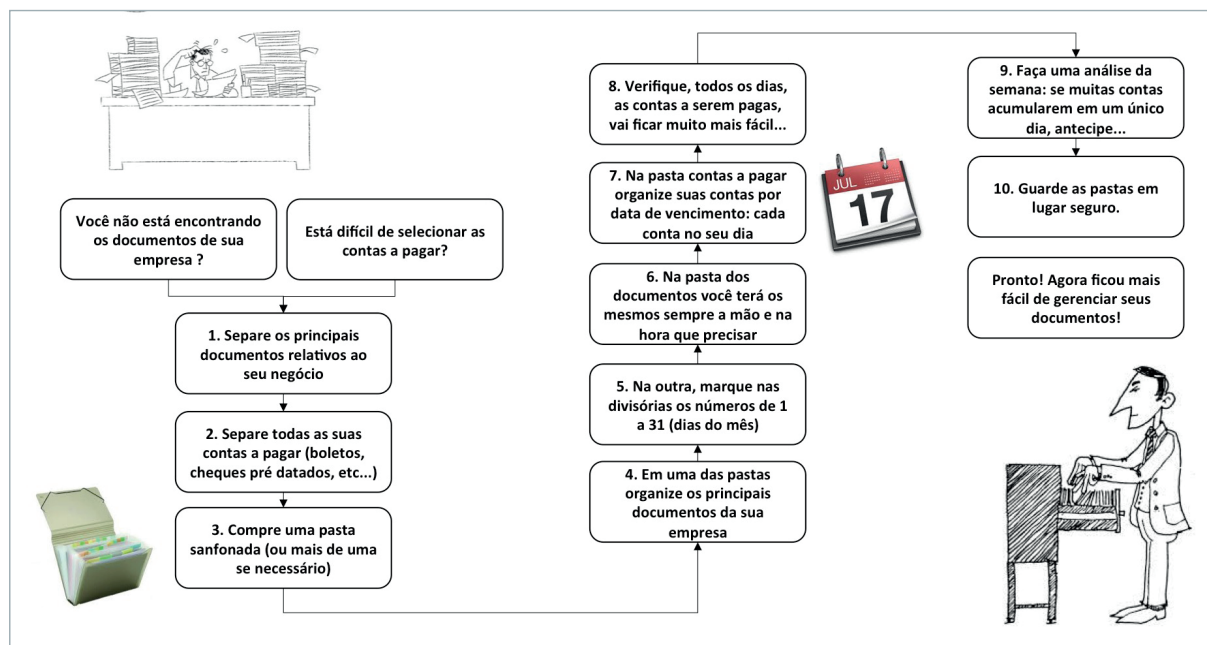 Você não está encontrando
os documentos de sua
empresa ?
Está difícil de selecionar as
contas a pagar?
1. Separe os principais
documentos relativos ao
seu negócio
2. Separe todas as suas
contas a pagar (boletos,
cheques pré datados, etc...)
3. Compre uma pasta
sanfonada (ou mais de uma
se necessário)
4. Em uma das pastas
organize os principais
documentos da sua
empresa
5. Na outra, marque nas
divisórias os números de 1
a 31 (dias do mês)
6. Na pasta dos
documentos você terá os
mesmos sempre a mão e na
hora que precisar
7. Na pasta contas a pagar
organize suas contas por
data de vencimento: cada
conta no seu dia
JUL
17
8. Verifique, todos os dias,
as contas a serem pagas,
vai ficar muito mais fácil...
9. Faça uma análise da
semana: se muitas contas
acumularem em um único
dia, antecipe...
10. Guarde as pastas em
lugar seguro.
Pronto! Agora ficou mais
fácil de gerenciar seus
documentos!